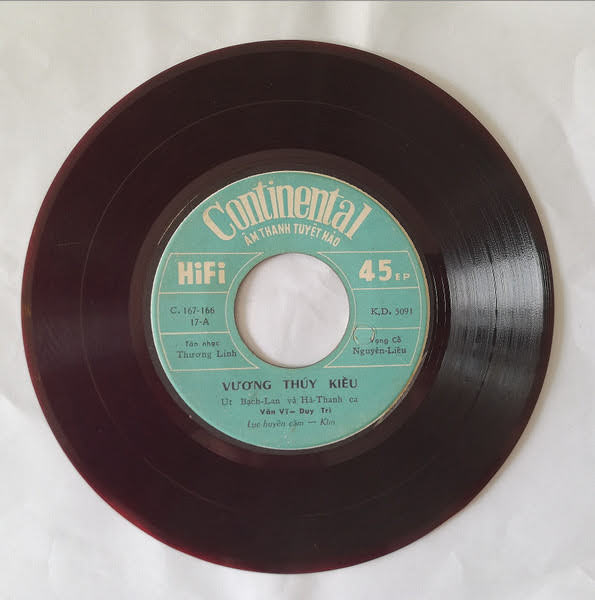 Continental
ÂM THANH TUYỆT HẢO
HiFi
45 EP
C. 167-166
17-A
K.D. 5091
Tân nhạc
Thương Linh
Vọng Cổ
Nguyên-Liêu
VƯƠNG THÚY KIỀU
Út Bạch-Lan và Hà-Thanh ca
Văn Vĩ — Duy Trì
Lục huyền cầm — Kìm